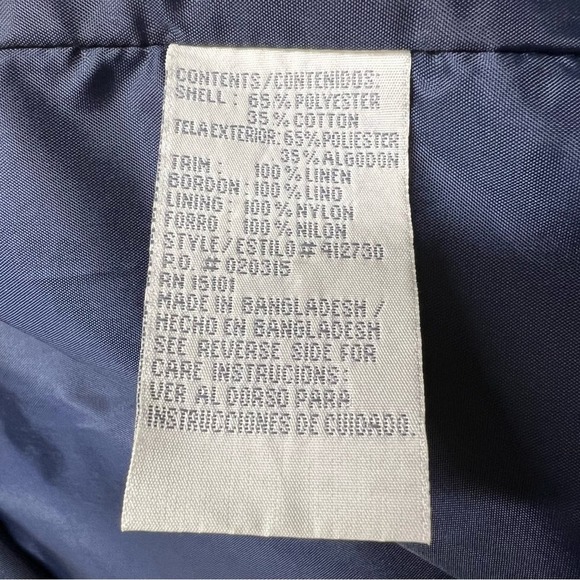 CONTENTS/CONTENIDOS:
SHELL: 65% POLYESTER
35% COTTON
TELA EXTERIOR: 65% POLIESTER
35% ALGODON
TRIM: 100% LINEN
BORDON: 100% LINO
LINING: 100% NYLON
FORRO: 100% NILON
STYLE/ESTILO # 912730
P.O. # 020315
RN 15101
MADE IN BANGLADESH /
HECHO EN BANGLADESH
SEE REVERSE SIDE FOR
CARE INSTRUCIONS:
VER AL DORSO PARA
INSTRUCCIONES DE CUIDADO.